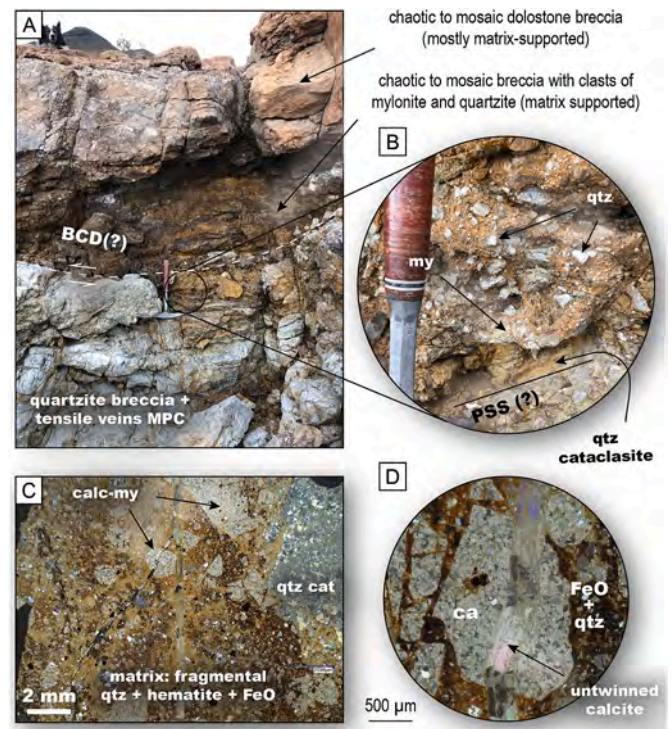 A
chaotic to mosaic dolostone breccia
(mostly matrix-supported)
chaotic to mosaic breccia with clasts of
mylonite and quartzite (matrix supported)
BCD(?)
quartzite breccia +
tensile veins MPC
B
qtz
my
PSS (?)
qtz
cataclasite
C
calc-my
qtz cat
matrix: fragmental
qtz + hematite + FeO
2 mm
D
ca
FeO
+
qtz
untwinned
calcite
500 µm